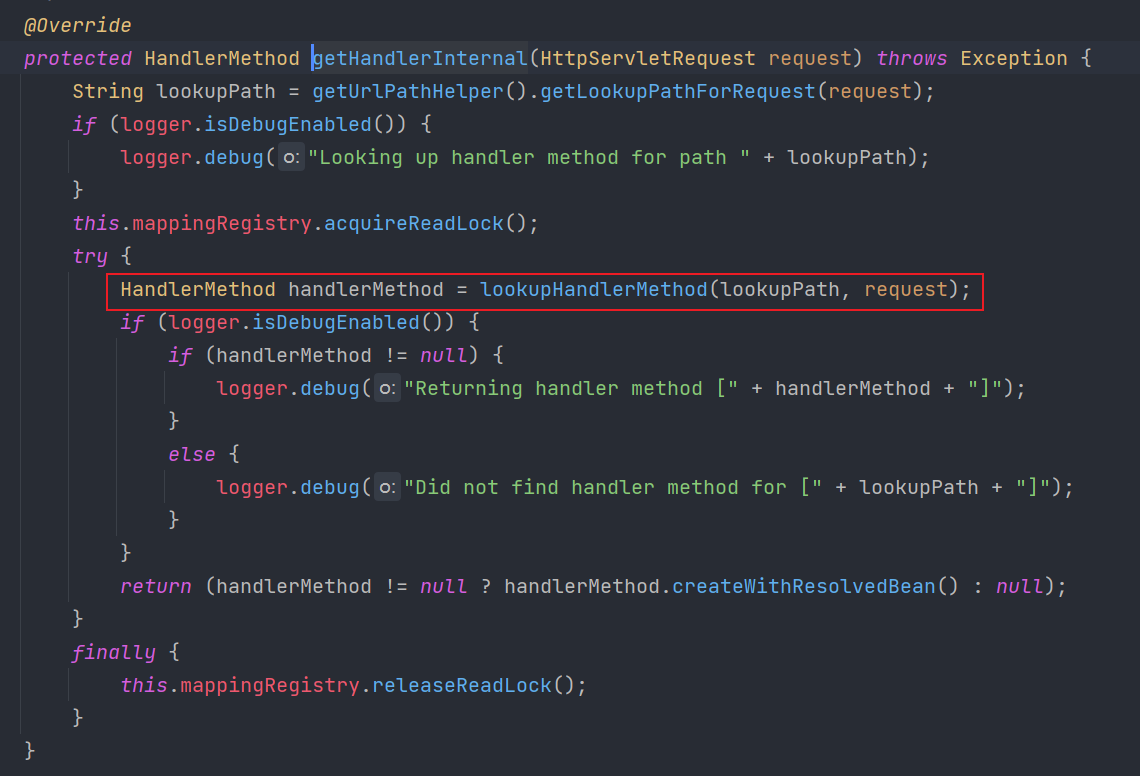 @Override
protected HandlerMethod getHandlerInternal(HttpServletRequest request) throws Exception {
    String lookupPath = getUrlPathHelper().getLookupPathForRequest(request);
    if (logger.isDebugEnabled()) {
        logger.debug( o: "Looking up handler method for path " + lookupPath);
    }
    this.mappingRegistry.acquireReadLock();
    try {
        HandlerMethod handlerMethod = lookupHandlerMethod(lookupPath, request);
        if (logger.isDebugEnabled()) {
            if (handlerMethod != null) {
                logger.debug( o: "Returning handler method [" + handlerMethod + "]");
            }
            else {
                logger.debug( o: "Did not find handler method for [" + lookupPath + "]");
            }
        }
        return (handlerMethod != null ? handlerMethod.createWithResolvedBean() : null);
    }
    finally {
        this.mappingRegistry.releaseReadLock();
    }
}